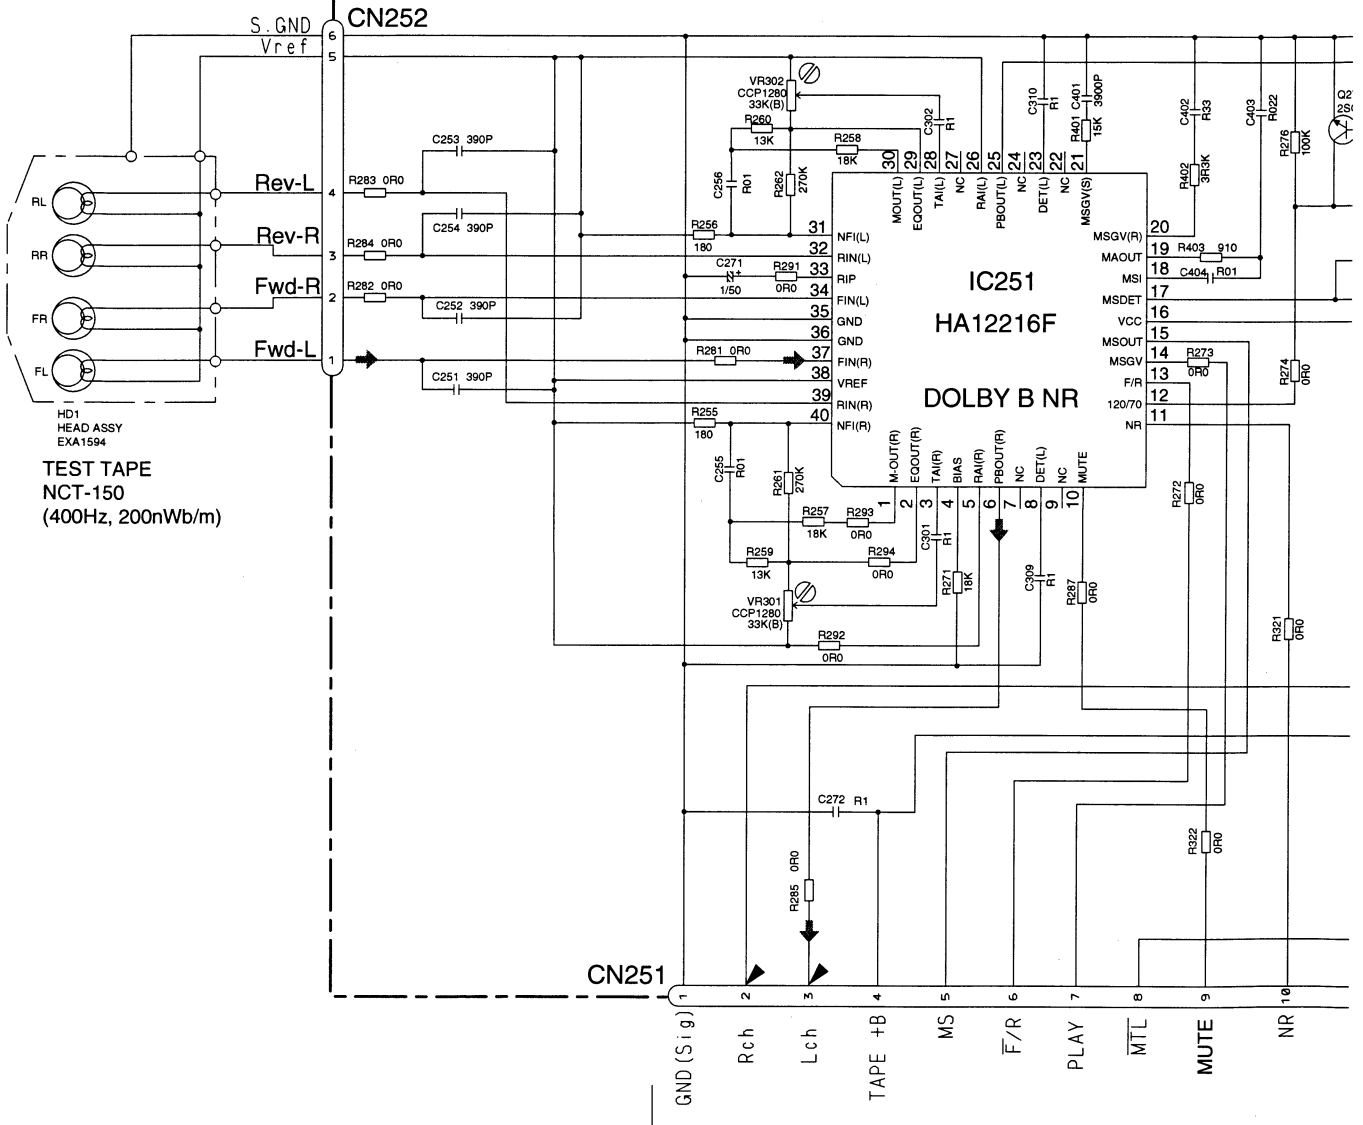 CN252
S.GND 6
Vref 5
VR302
CCP1280
33K(B)
R260
13K
R258
18K
C302 R1
C310 R1
C401 3900P
R401 15K
C402 R33
R402 3R3K
C403 R022
R276 100K
C253 390P
C256 R01
R262 270K
30 29 28 27 26 25 24 23 22 21
MOUT(L) EQOUT(L) TAI(L) NC RAI(L) PBOUT(L) NC DET(L) NC MSGV(S)
RL
Rev-L 4
R283 0R0
C254 390P
RR
Rev-R 3
R284 0R0
R256
180
C271 +
1/50
R291
0R0
FR
Fwd-R 2
R282 0R0
C252 390P
FL
Fwd-L 1
R281 0R0
C251 390P
R255
180
31 NFI(L)
32 RIN(L)
33 RIP
34 FIN(L)
35 GND
36 GND
37 FIN(R)
38 VREF
39 RIN(R)
40 NFI(R)
IC251
HA12216F
DOLBY B NR
20 MSGV(R)
19 MAOUT
18 MSI
17 MSDET
16 VCC
15 MSOUT
14 MSGV
13 F/R
12 120/70
11 NR
R403 910
C404 R01
R273
0R0
R274 0R0
HD1
HEAD ASSY
EXA1594
TEST TAPE
NCT-150
(400Hz, 200nWb/m)
M-OUT(R) EQOUT(R) TAI(R) BIAS RAI(R) PBOUT(R) NC DET(L) NC MUTE
1 2 3 4 5 6 7 8 9 10
C255 R01
R261 270K
R257
18K
R293
0R0
R259
13K
R294
0R0
C301 R1
R271 18K
C309 R1
R287 0R0
R272 0R0
VR301
CCP1280
33K(B)
R292
0R0
R321 0R0
C272 R1
R322 0R0
R285 0R0
CN251
1 2 3 4 5 6 7 8 9 10
GND(Sig)
Rch
Lch
TAPE +B
MS
F̅/R
PLAY
M̅T̅L̅
MUTE
NR